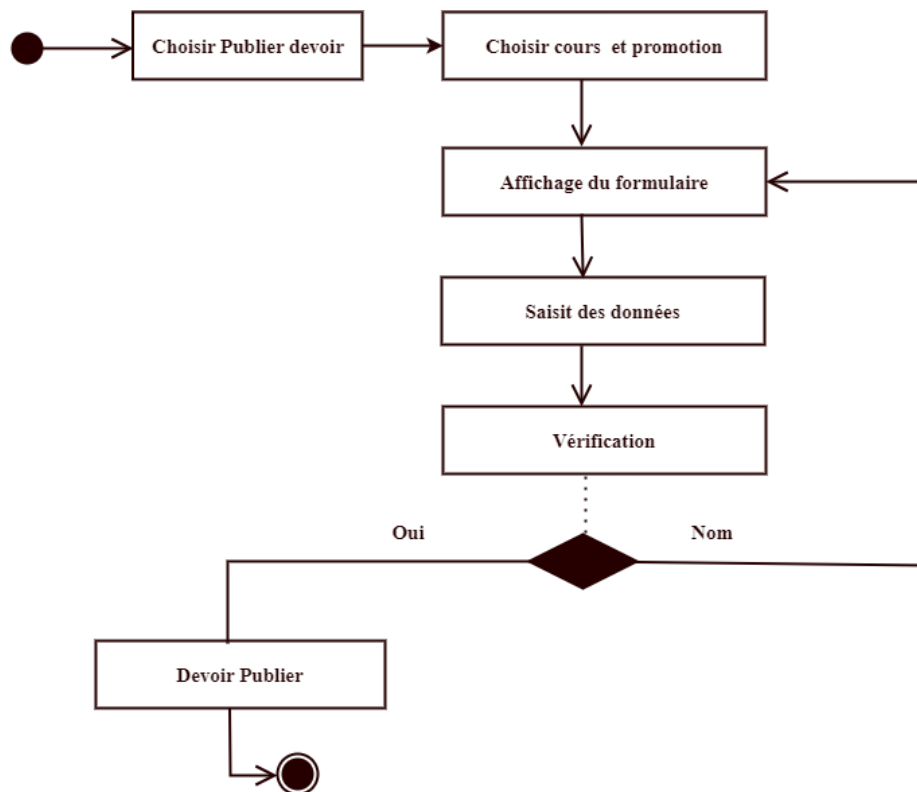 Choisir Publier devoir
Choisir cours et promotion
Affichage du formulaire
Saisit des données
Vérification
Oui
Nom
Devoir Publier